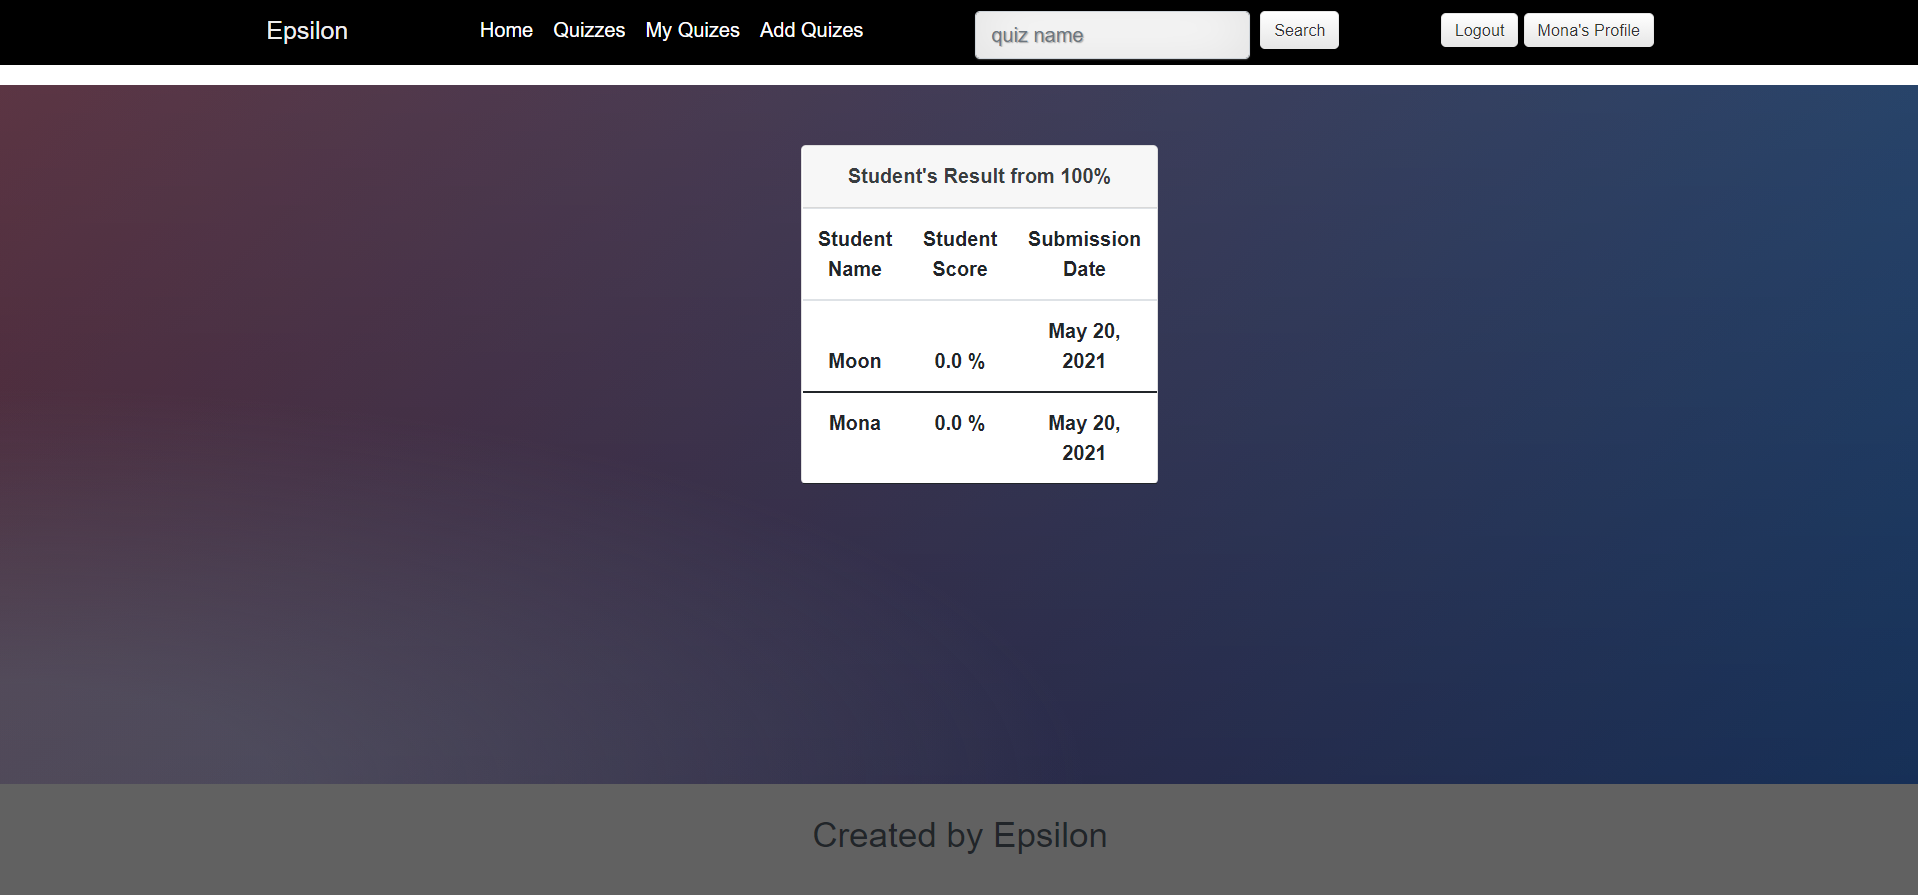 Epsilon Home Quizzes My Quizes Add Quizes quiz name Search Logout Mona's Profile
Student's Result from 100%
Student Student Submission
Name Score Date
May 20,
Moon 0.0 % 2021
Mona 0.0 % May 20,
2021
Created by Epsilon